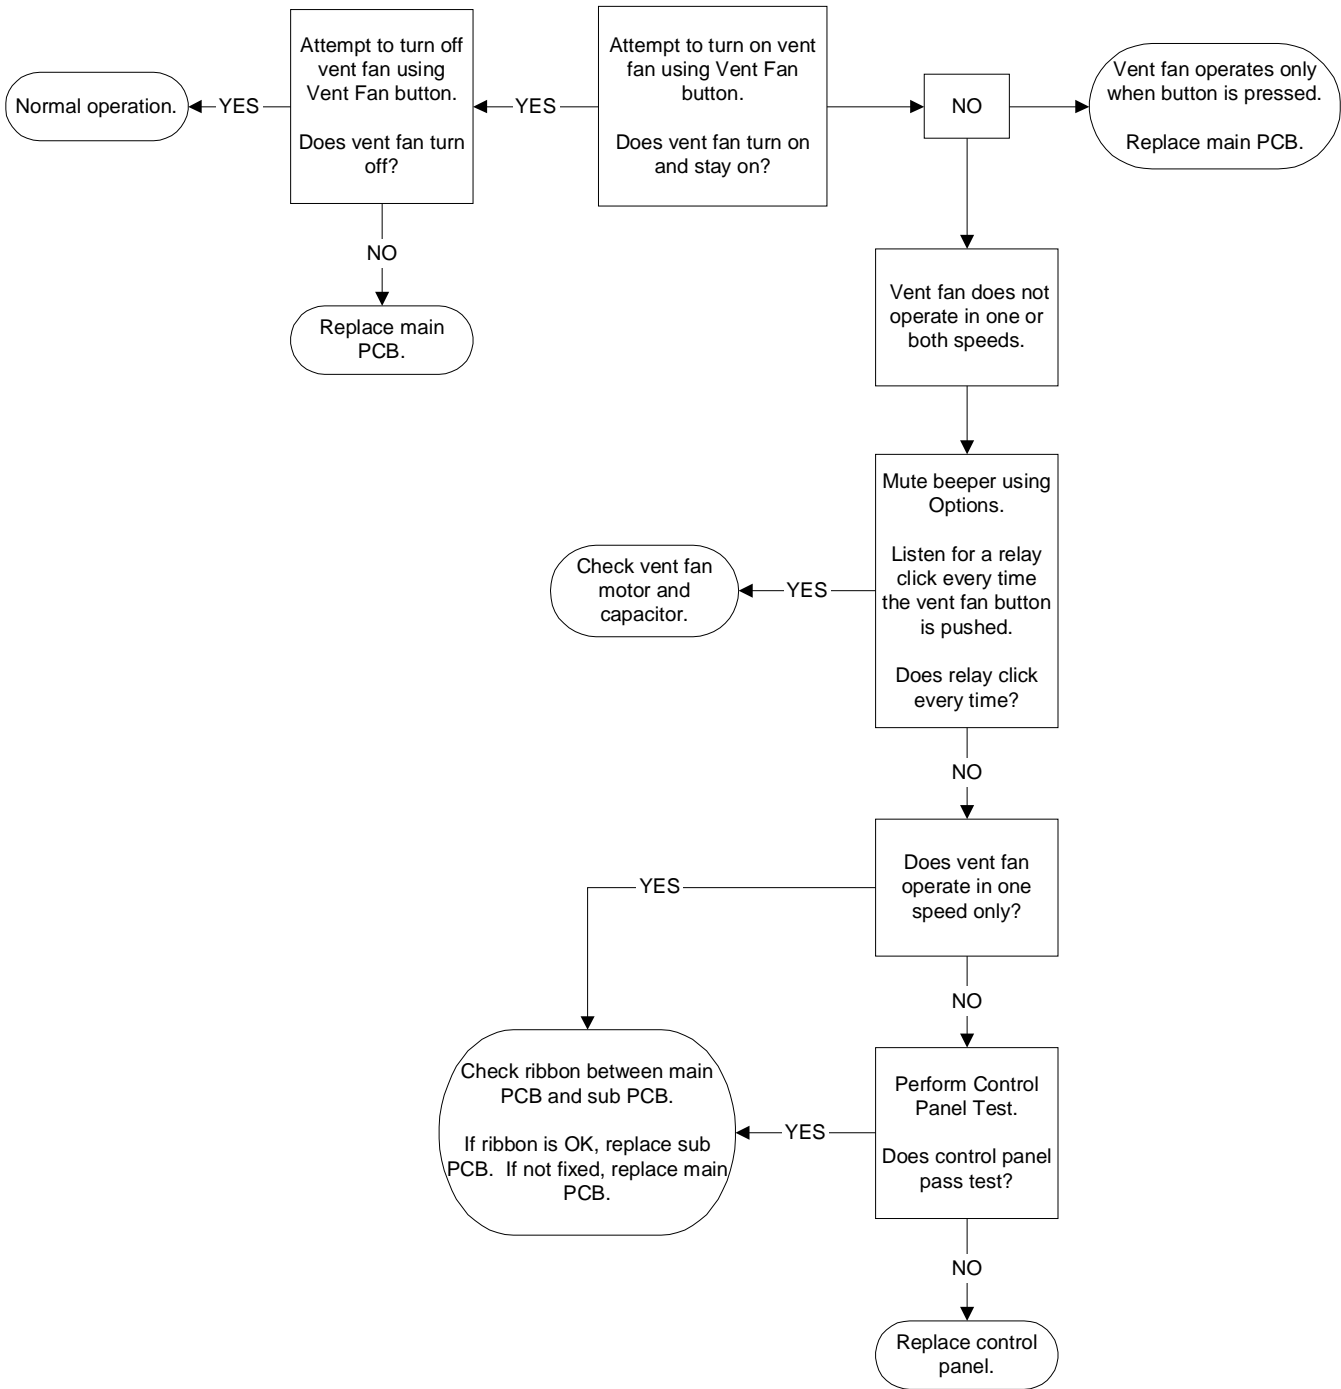 Attempt to turn off
vent fan using
Vent Fan button.
Does vent fan turn
off?
Attempt to turn on vent
fan using Vent Fan
button.
Does vent fan turn on
and stay on?
Vent fan operates only
when button is pressed.
Replace main PCB.
Normal operation.
YES
YES
NO
NO
Replace main
PCB.
Vent fan does not
operate in one or
both speeds.
Mute beeper using
Options.
Listen for a relay
click every time
the vent fan button
is pushed.
Does relay click
every time?
YES
Check vent fan
motor and
capacitor.
NO
Does vent fan
operate in one
speed only?
YES
NO
Check ribbon between main
PCB and sub PCB.
If ribbon is OK, replace sub
PCB.  If not fixed, replace main
PCB.
YES
Perform Control
Panel Test.
Does control panel
pass test?
NO
Replace control
panel.